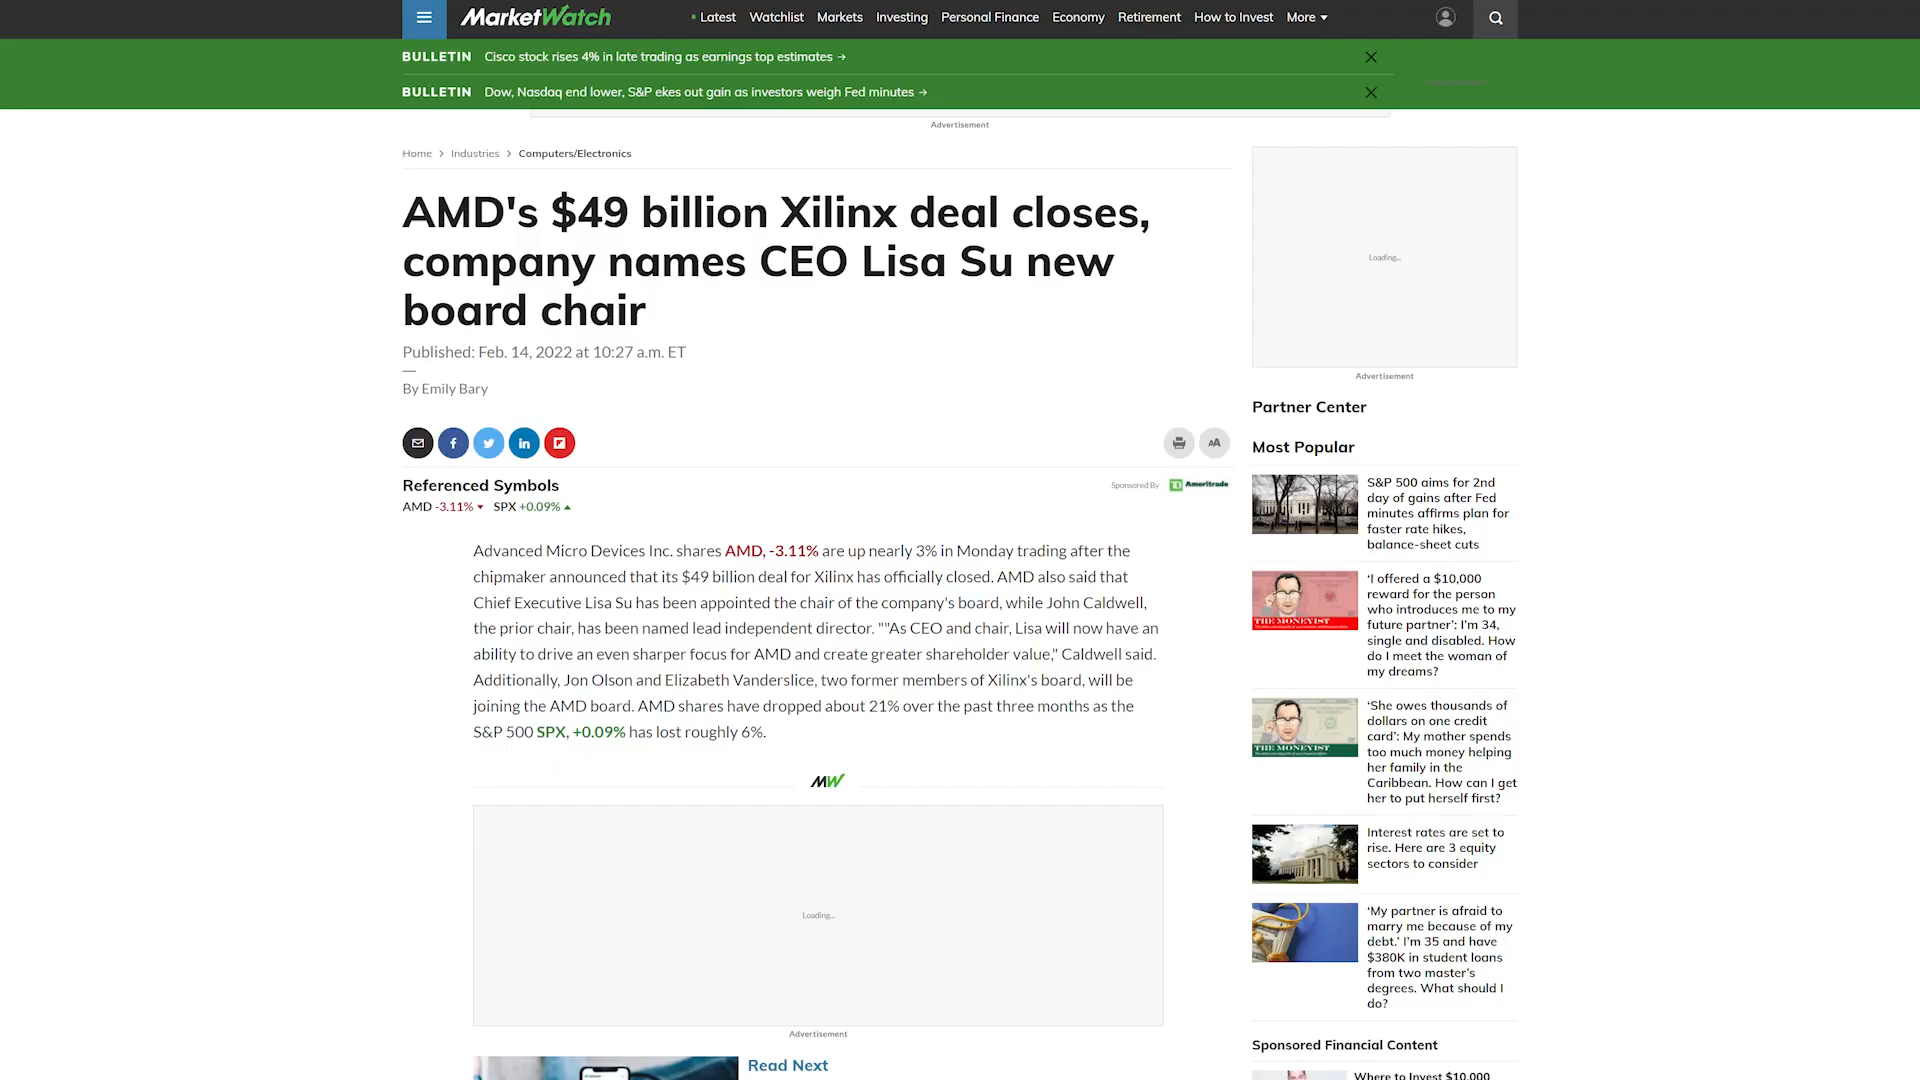 MarketWatch
Latest Watchlist Markets Investing Personal Finance Economy Retirement How to Invest More
BULLETIN Cisco stock rises 4% in late trading as earnings top estimates →
BULLETIN Dow, Nasdaq end lower, S&P ekes out gain as investors weigh Fed minutes →
Advertisement
Home > Industries > Computers/Electronics
AMD's $49 billion Xilinx deal closes,
company names CEO Lisa Su new
board chair
Published: Feb. 14, 2022 at 10:27 a.m. ET
By Emily Bary
AA
Referenced Symbols
Sponsored By TD Ameritrade
AMD -3.11% SPX +0.09%
Advanced Micro Devices Inc. shares AMD, -3.11% are up nearly 3% in Monday trading after the
chipmaker announced that its $49 billion deal for Xilinx has officially closed. AMD also said that
Chief Executive Lisa Su has been appointed the chair of the company's board, while John Caldwell,
the prior chair, has been named lead independent director. ""As CEO and chair, Lisa will now have an
ability to drive an even sharper focus for AMD and create greater shareholder value," Caldwell said.
Additionally, Jon Olson and Elizabeth Vanderslice, two former members of Xilinx's board, will be
joining the AMD board. AMD shares have dropped about 21% over the past three months as the
S&P 500 SPX, +0.09% has lost roughly 6%.
MW
Loading...
Advertisement
Read Next
Loading...
Advertisement
Partner Center
Most Popular
S&P 500 aims for 2nd
day of gains after Fed
minutes affirms plan for
faster rate hikes,
balance-sheet cuts
THE MONEYIST
‘I offered a $10,000
reward for the person
who introduces me to my
future partner’: I’m 34,
single and disabled. How
do I meet the woman of
my dreams?
THE MONEYIST
‘She owes thousands of
dollars on one credit
card’: My mother spends
too much money helping
her family in the
Caribbean. How can I get
her to put herself first?
Interest rates are set to
rise. Here are 3 equity
sectors to consider
‘My partner is afraid to
marry me because of my
debt.’ I’m 35 and have
$380K in student loans
from two master’s
degrees. What should I
do?
Sponsored Financial Content
Where to Invest $10,000